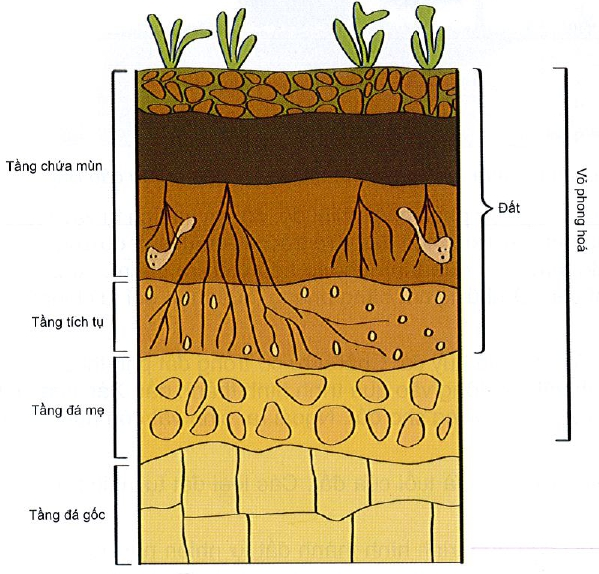 Tầng chứa mùn
Tầng tích tụ
Tầng đá mẹ
Tầng đá gốc
Đất
Vỏ phong hoá